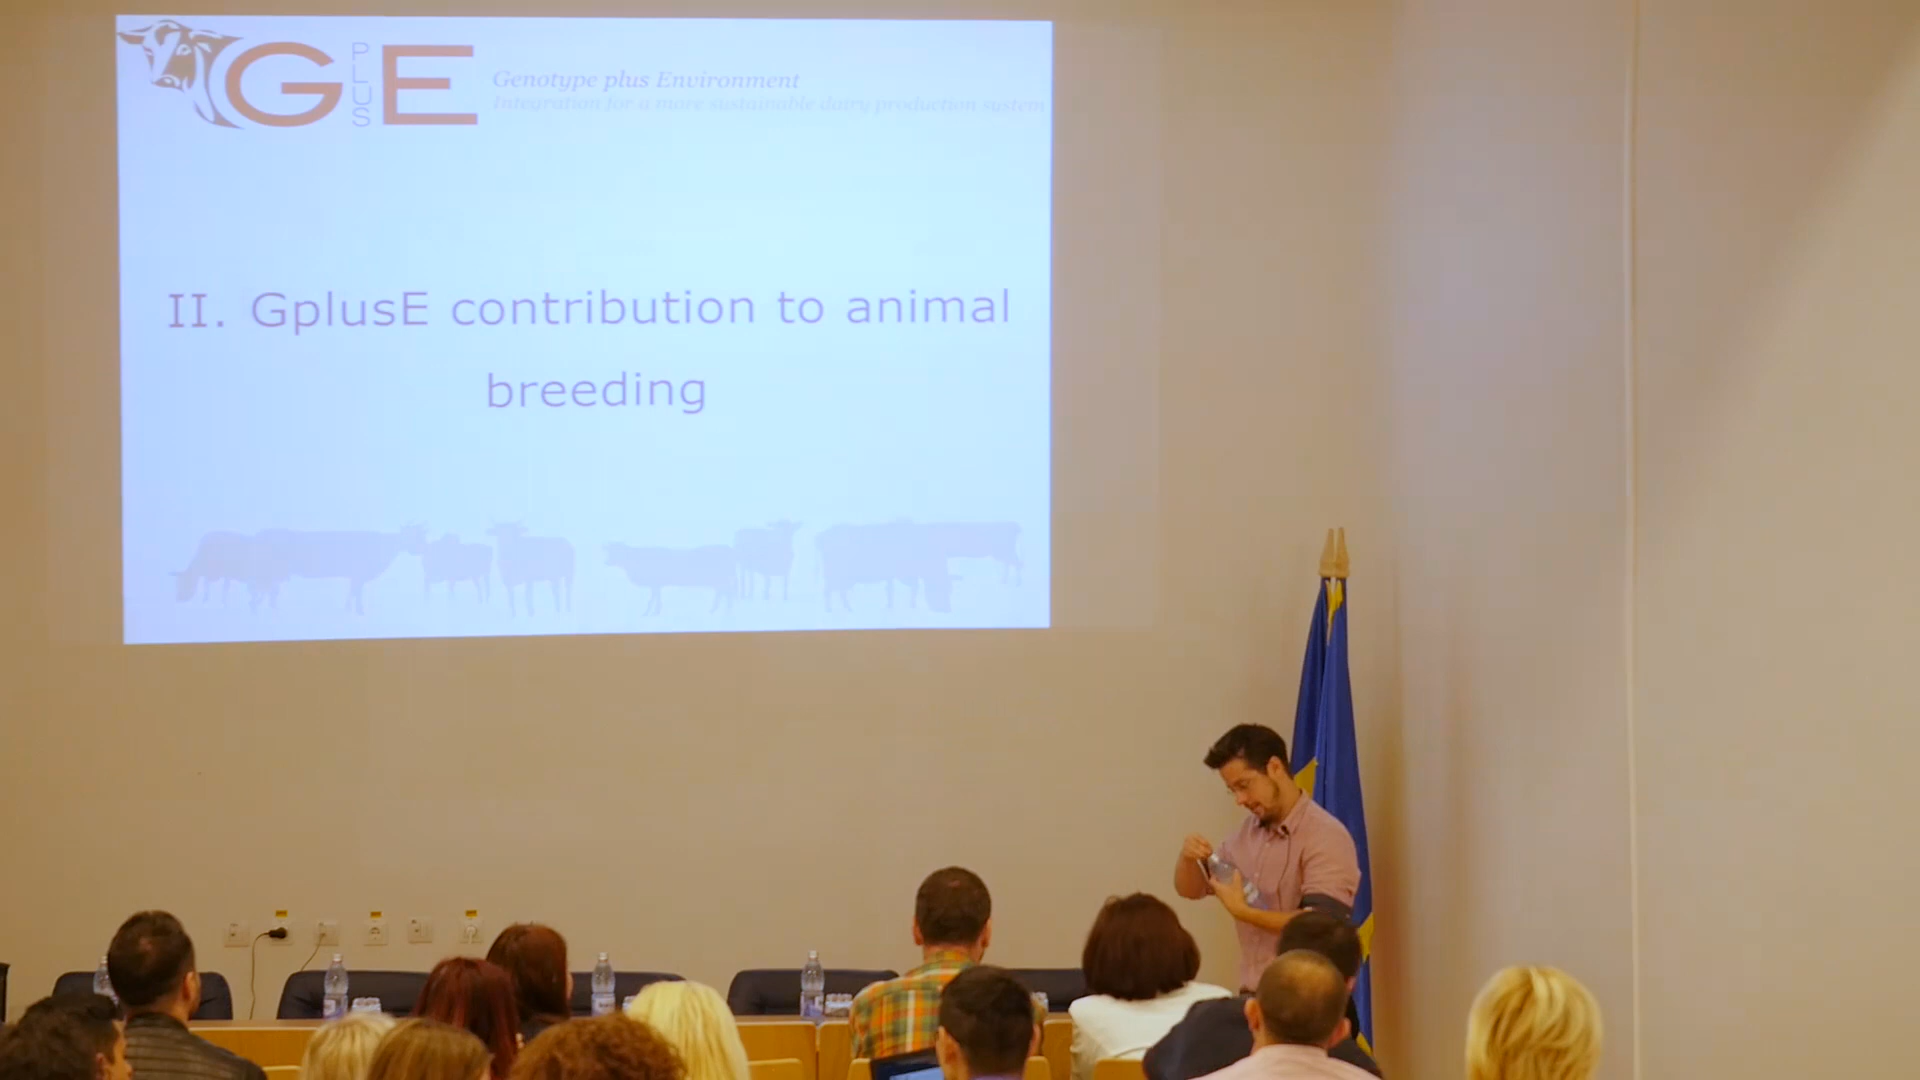 G PLUS E
Genotype plus Environment
Integration for a more sustainable dairy production system
II. GplusE contribution to animal
breeding